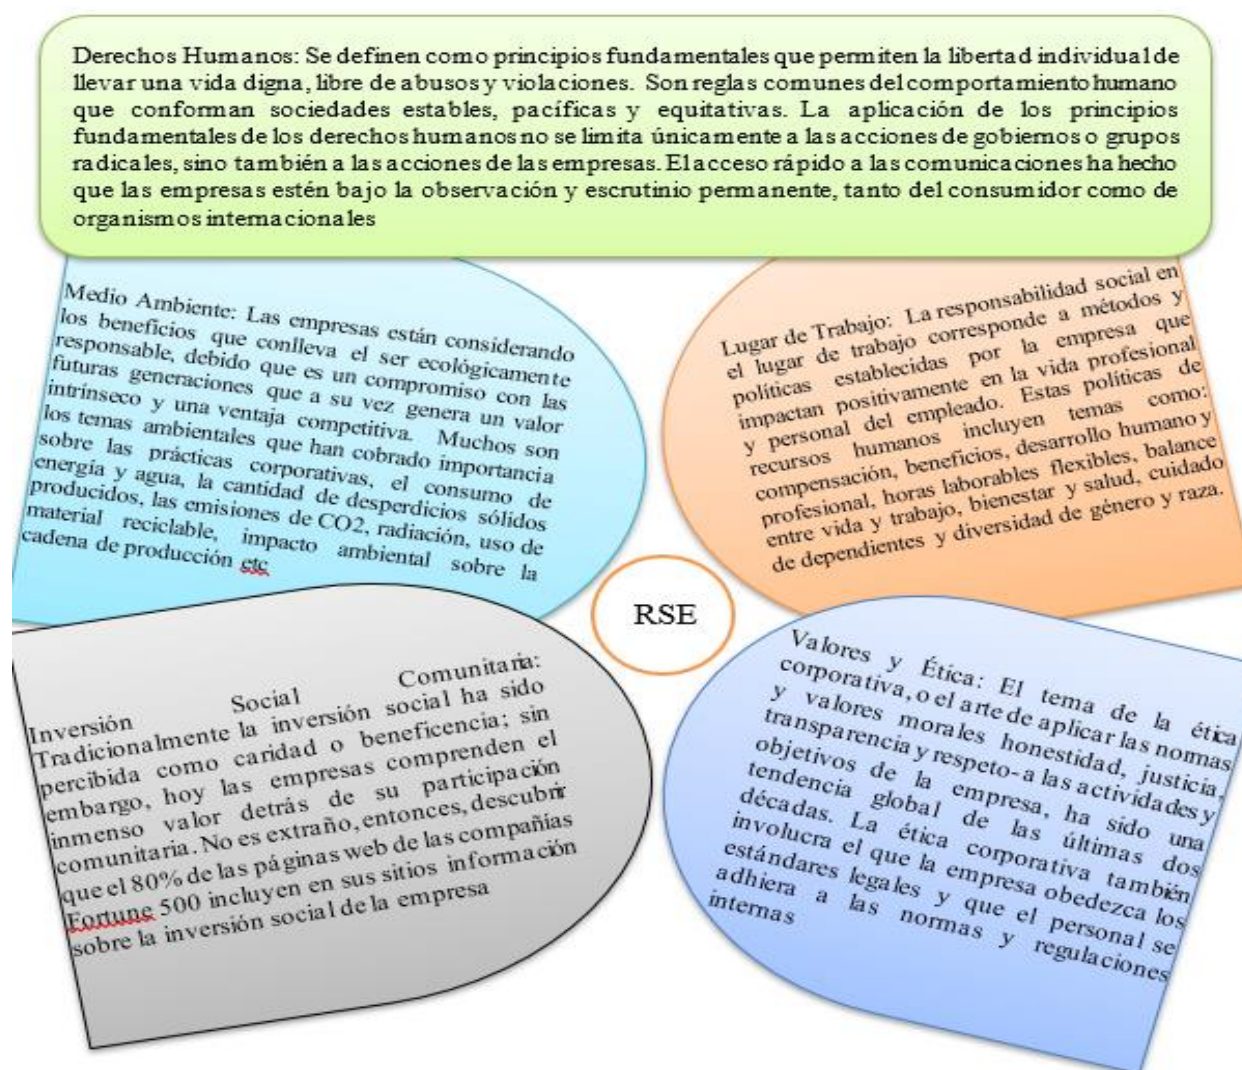 Derechos Humanos: Se definen como principios fundamentales que permiten la libertad individual de
llevar una vida digna, libre de abusos y violaciones. Son reglas comunes del comportamiento humano
que conforman sociedades estables, pacíficas y equitativas. La aplicación de los principios
fundamentales de los derechos humanos no se limita únicamente a las acciones de gobiernos o grupos
radicales, sino también a las acciones de las empresas. El acceso rápido a las comunicaciones ha hecho
que las empresas estén bajo la observación y escrutinio permanente, tanto del consumidor como de
organismos internacionales
Medio Ambiente: Las empresas están considerando
los beneficios que conlleva el ser ecológicamente
responsable, debido que es un compromiso con las
futuras generaciones que a su vez genera un valor
intrínseco y una ventaja competitiva. Muchos son
los temas ambientales que han cobrado importancia
sobre las prácticas corporativas, el consumo de
energía y agua, la cantidad de desperdicios sólidos
producidos, las emisiones de CO2, radiación, uso de
material reciclable, impacto ambiental sobre la
cadena de producción etc
Lugar de Trabajo: La responsabilidad social en
el lugar de trabajo corresponde a métodos y
políticas establecidas por la empresa que
impactan positivamente en la vida profesional
y personal del empleado. Estas políticas de
recursos humanos incluyen temas como:
compensación, beneficios, desarrollo humano y
profesional, horas laborables flexibles, balance
entre vida y trabajo, bienestar y salud, cuidado
de dependientes y diversidad de género y raza.
RSE
Inversión Social Comunitaria:
Tradicionalmente la inversión social ha sido
percibida como caridad o beneficencia; sin
embargo, hoy las empresas comprenden el
inmenso valor detrás de su participación
comunitaria. No es extraño, entonces, descubrir
que el 80% de las páginas web de las compañías
Fortune 500 incluyen en sus sitios información
sobre la inversión social de la empresa
Valores y Ética: El tema de la ética
corporativa, o el arte de aplicar las normas
y valores morales honestidad, justicia,
transparencia y respeto- a las actividades y
objetivos de la empresa, ha sido una
tendencia global de las últimas dos
décadas. La ética corporativa también
involucra el que la empresa obedezca los
estándares legales y que el personal se
adhiera a las normas y regulaciones
internas